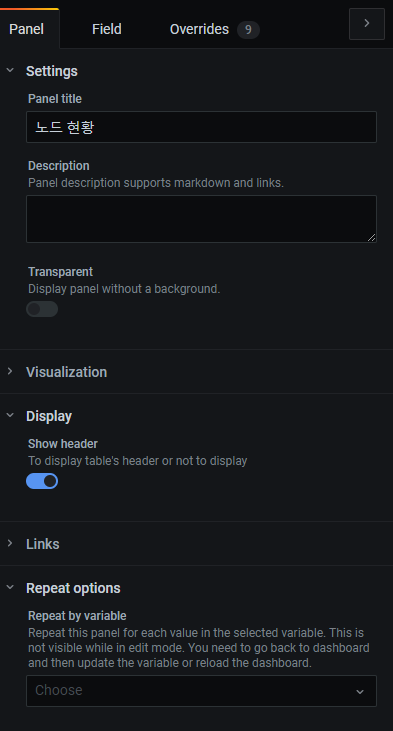 Panel
Field
Overrides 9
Settings
Panel title
노드 현황
Description
Panel description supports markdown and links.
Transparent
Display panel without a background.
Visualization
Display
Show header
To display table's header or not to display
Links
Repeat options
Repeat by variable
Repeat this panel for each value in the selected variable. This is
not visible while in edit mode. You need to go back to dashboard
and then update the variable or reload the dashboard.
Choose